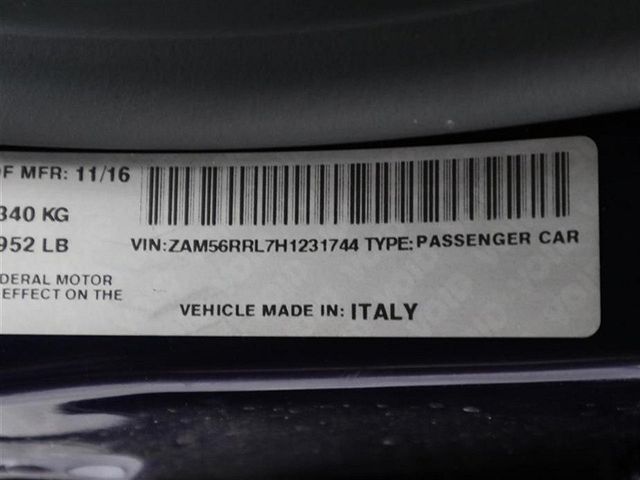 OF MFR: 11/16
340 KG
952 LB
VIN:ZAM56RRL7H1231744 TYPE:PASSENGER CAR
DERAL MOTOR
EFFECT ON THE
VEHICLE MADE IN: ITALY